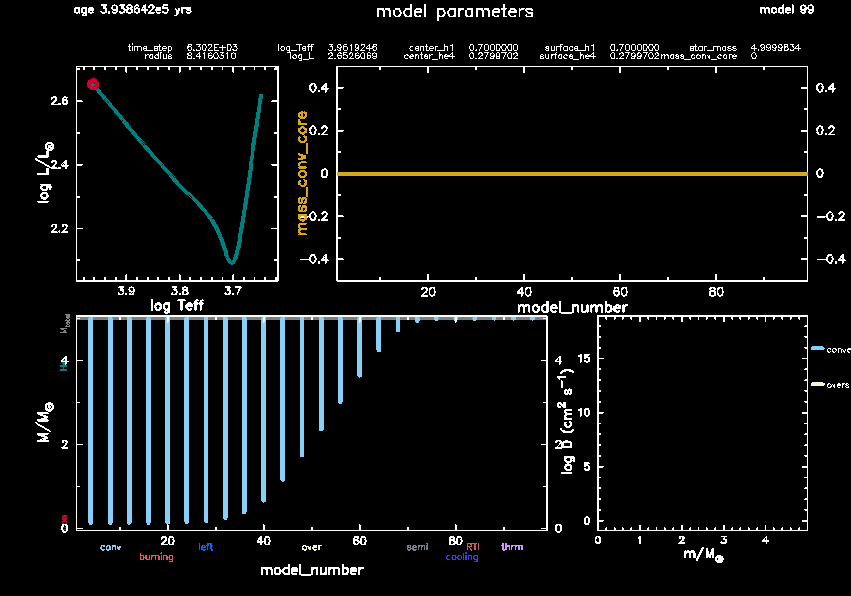 age 3.938642e5 yrs model parameters model 99
time_step 6.302E+03 log_Teff 3.9619246 center_h1 0.7000000 surface_h1 0.7000000 star_mass 4.9999834
radius 8.4160310 log_L 2.6526069 center_he4 0.2799702 surface_he4 0.2799702 mass_conv_core 0
log L/L⊙
2.6
2.4
2.2
3.9 3.8 3.7
log Teff
mass_conv_core
0.4 0.4
0.2 0.2
0 0
−0.2 −0.2
−0.4 −0.4
20 40 60 80
model_number
M/M⊙
M_total
4 4
2 2
0 0
20 40 60 80
conv left over semi RTI thrm
burning cooling
model_number
log D (cm² s⁻¹)
15
10
5
0
0 1 2 3 4
m/M⊙
conve
overs